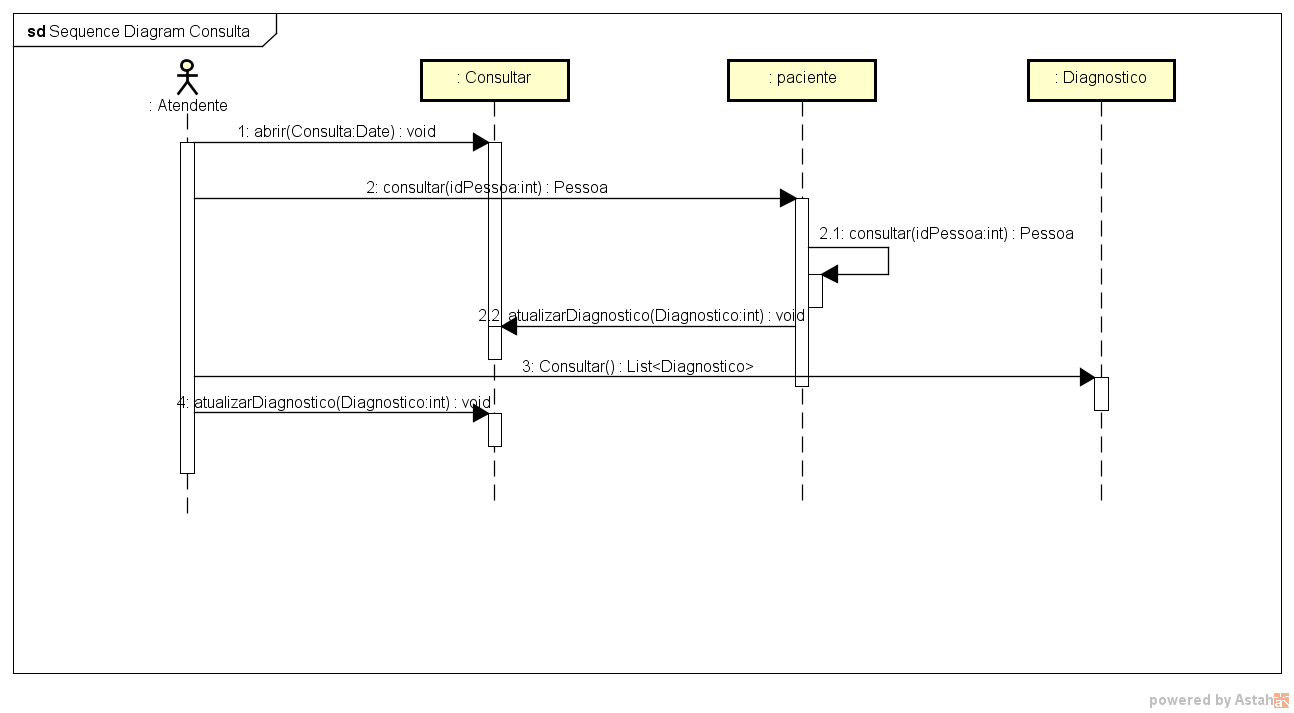 sd Sequence Diagram Consulta
: Atendente
: Consultar
: paciente
: Diagnostico
1: abrir(Consulta:Date) : void
2: consultar(idPessoa:int) : Pessoa
2.1: consultar(idPessoa:int) : Pessoa
2.2: atualizarDiagnostico(Diagnostico:int) : void
3: Consultar() : List<Diagnostico>
4: atualizarDiagnostico(Diagnostico:int) : void
powered by Astah